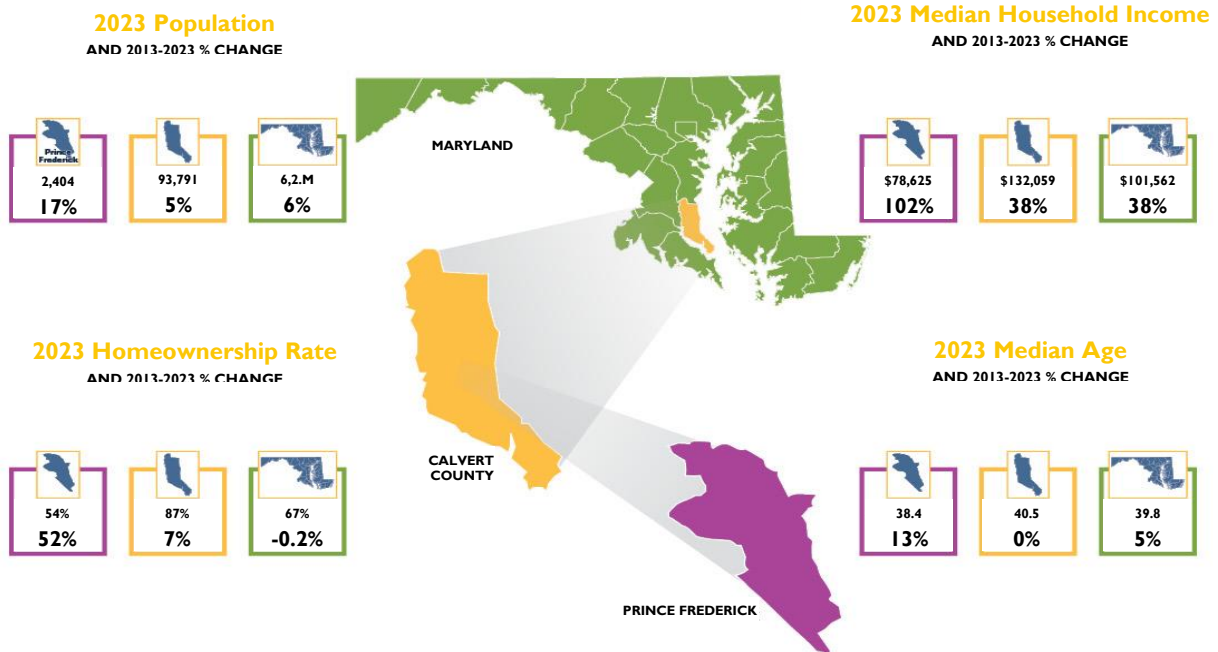 2023 Population
AND 2013-2023 % CHANGE
Prince
Frederick
2,404
17%
93,791
5%
6,2.M
6%
2023 Median Household Income
AND 2013-2023 % CHANGE
$78,625
102%
$132,059
38%
$101,562
38%
MARYLAND
2023 Homeownership Rate
AND 2013-2023 % CHANGE
54%
52%
87%
7%
67%
-0.2%
CALVERT
COUNTY
2023 Median Age
AND 2013-2023 % CHANGE
38.4
13%
40.5
0%
39.8
5%
PRINCE FREDERICK